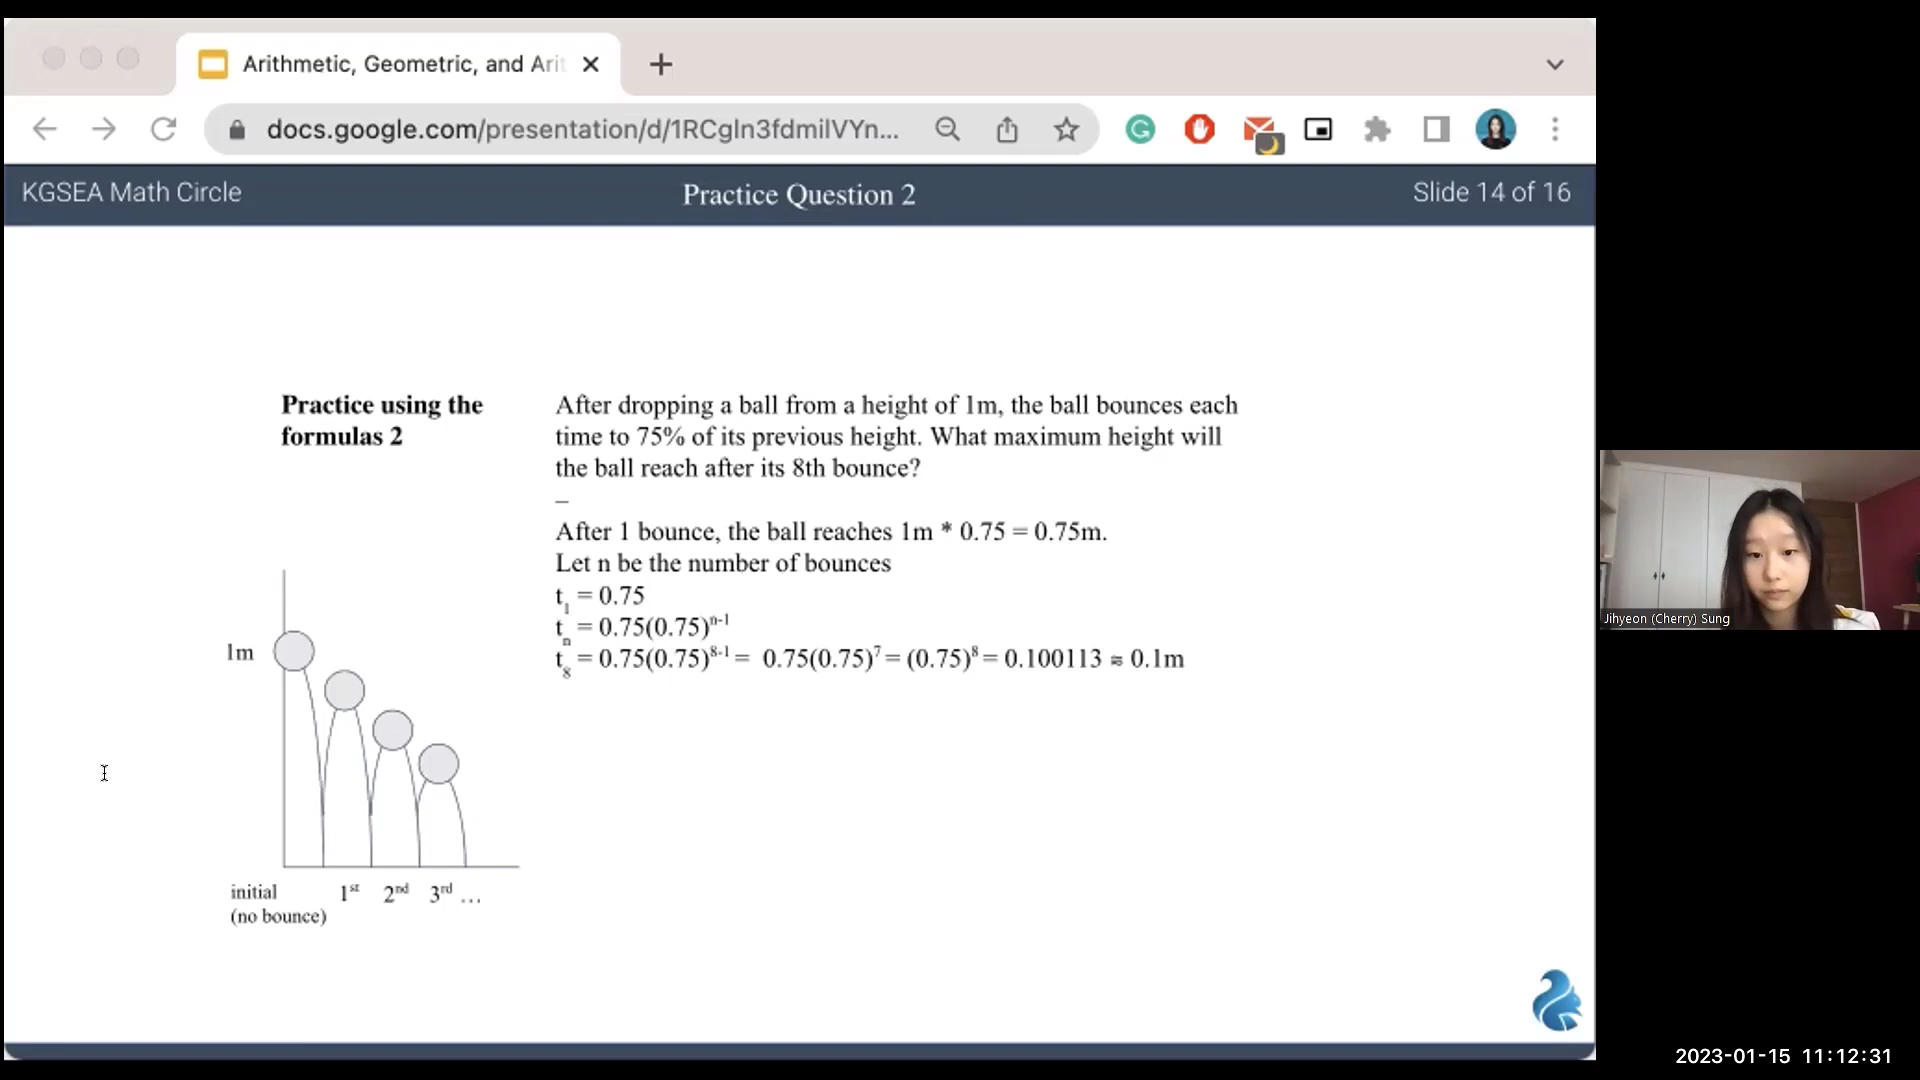 Arithmetic, Geometric, and Arit
docs.google.com/presentation/d/1RCgln3fdmilVYn...
KGSEA Math Circle
Practice Question 2
Slide 14 of 16
Practice using the
formulas 2
After dropping a ball from a height of 1m, the ball bounces each
time to 75% of its previous height. What maximum height will
the ball reach after its 8th bounce?
–
After 1 bounce, the ball reaches 1m * 0.75 = 0.75m.
Let n be the number of bounces
t₁ = 0.75
tₙ = 0.75(0.75)ⁿ⁻¹
t₈ = 0.75(0.75)⁸⁻¹ = 0.75(0.75)⁷ = (0.75)⁸ = 0.100113 ≈ 0.1m
1m
initial
(no bounce)
1ˢᵗ 2ⁿᵈ 3ʳᵈ ...
Jihyeon (Cherry) Sung
2023-01-15 11:12:31